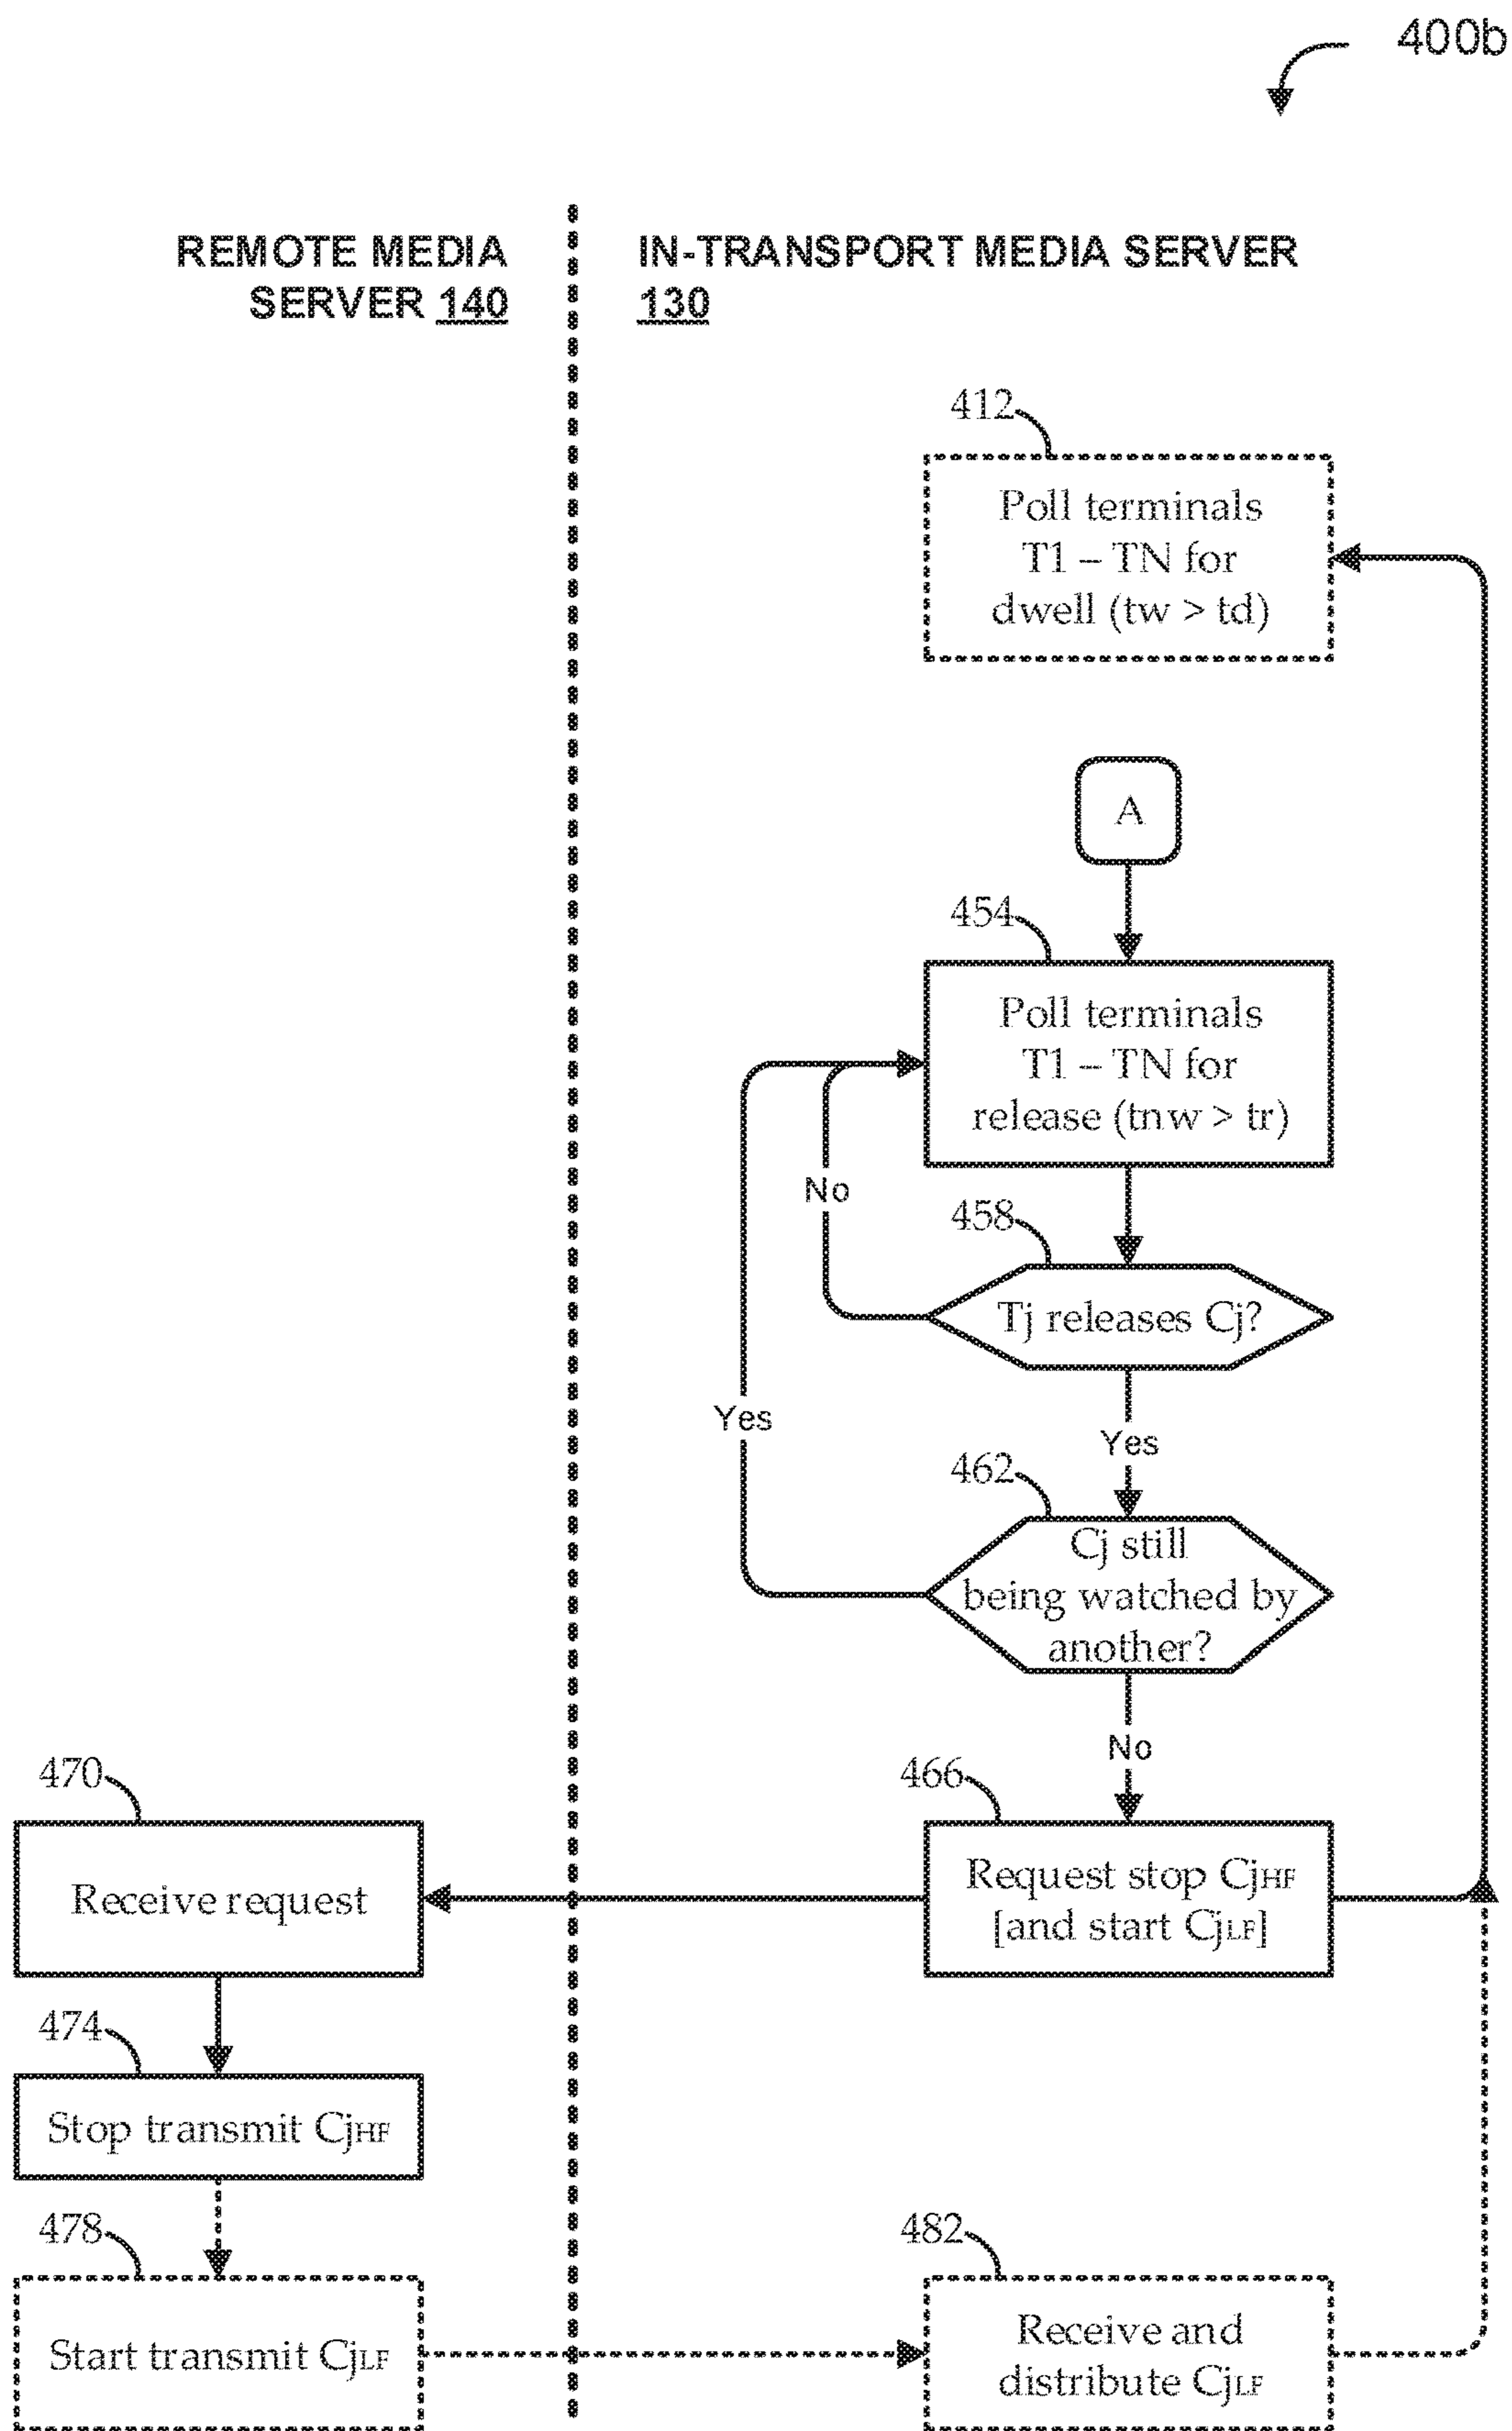 400b
REMOTE MEDIA
SERVER 140
IN-TRANSPORT MEDIA SERVER
130
412
Poll terminals
T1 – TN for
dwell (tw > td)
A
454
Poll terminals
T1 – TN for
release (tnw > tr)
No
458
Tj releases Cj?
Yes
Yes
462
Cj still
being watched by
another?
No
470
Receive request
466
Request stop CjHF
[and start CjLF]
474
Stop transmit CjHF
478
Start transmit CjLF
482
Receive and
distribute CjLF